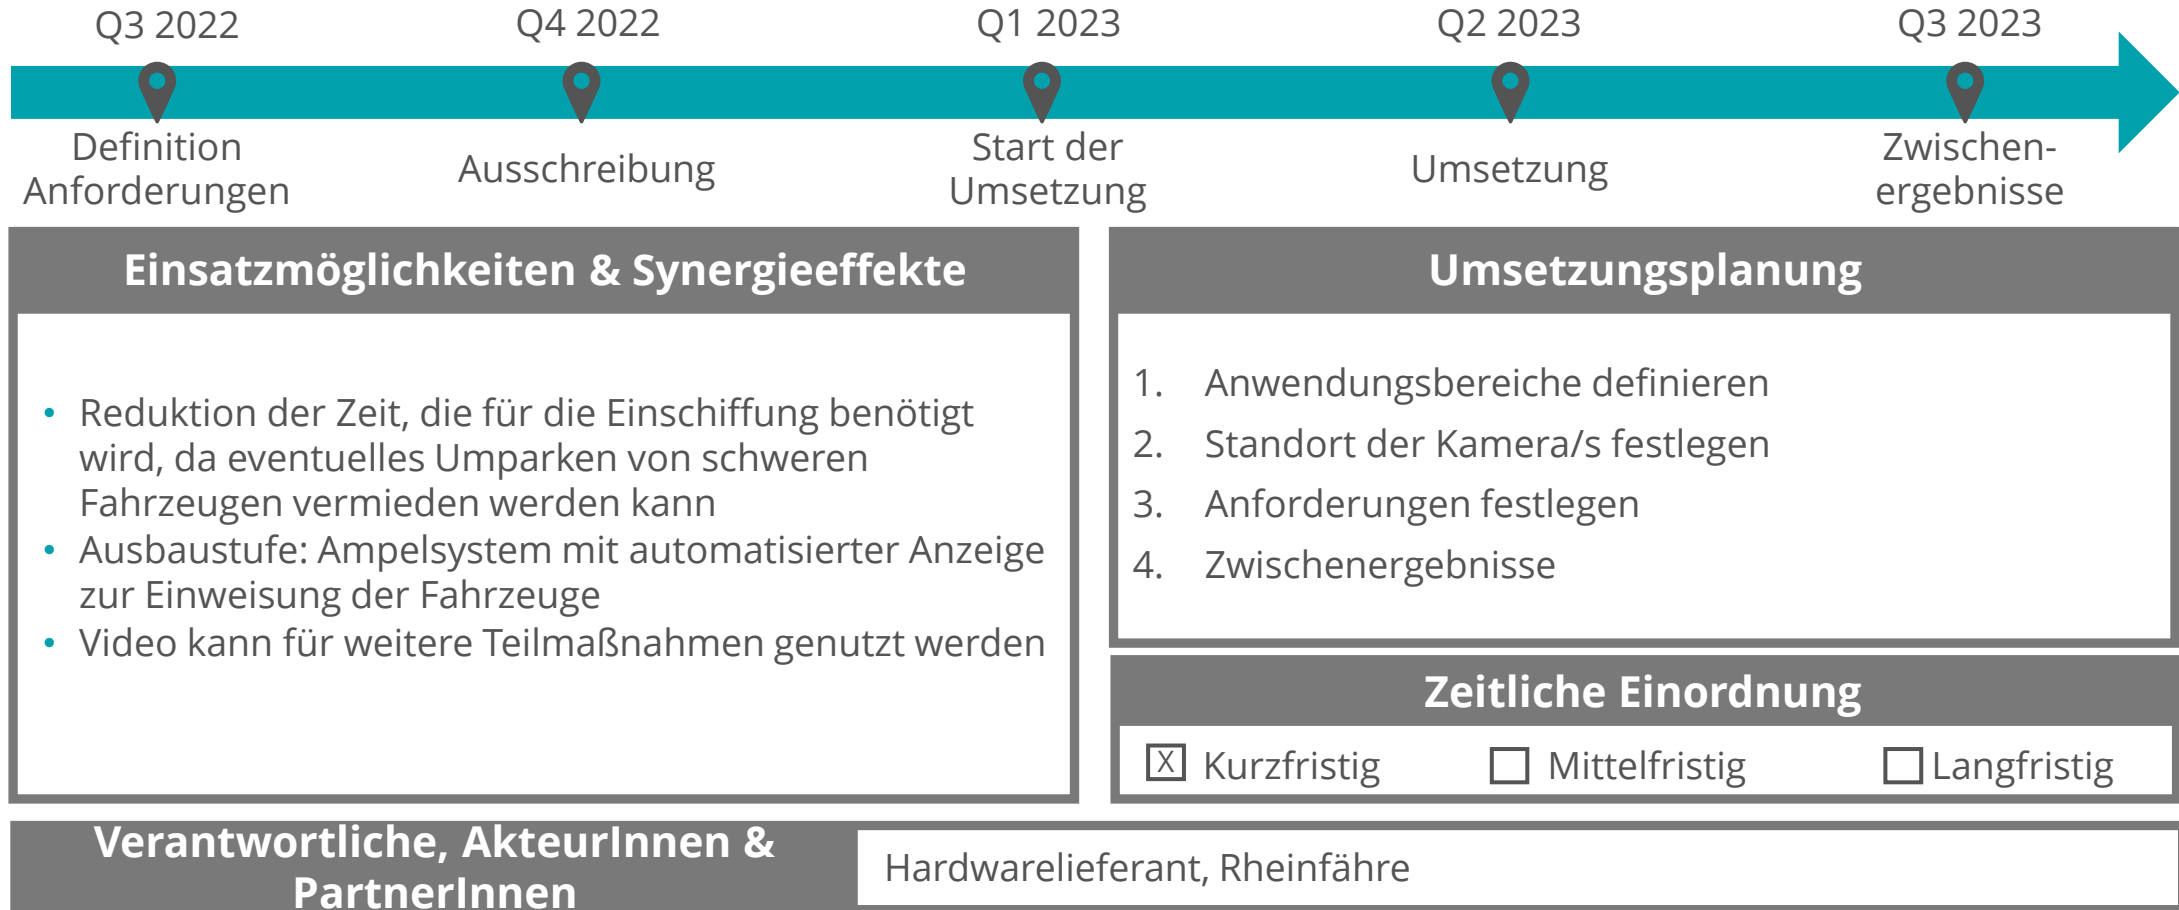 Q3 2022
Q4 2022
Q1 2023
Q2 2023
Q3 2023
Definition
Anforderungen
Ausschreibung
Start der
Umsetzung
Umsetzung
Zwischen-
ergebnisse
Einsatzmöglichkeiten & Synergieeffekte
• Reduktion der Zeit, die für die Einschiffung benötigt
wird, da eventuelles Umparken von schweren
Fahrzeugen vermieden werden kann
• Ausbaustufe: Ampelsystem mit automatisierter Anzeige
zur Einweisung der Fahrzeuge
• Video kann für weitere Teilmaßnahmen genutzt werden
Umsetzungsplanung
1. Anwendungsbereiche definieren
2. Standort der Kamera/s festlegen
3. Anforderungen festlegen
4. Zwischenergebnisse
Zeitliche Einordnung
X Kurzfristig
Mittelfristig
Langfristig
Verantwortliche, AkteurInnen &
PartnerInnen
Hardwarelieferant, Rheinfähre